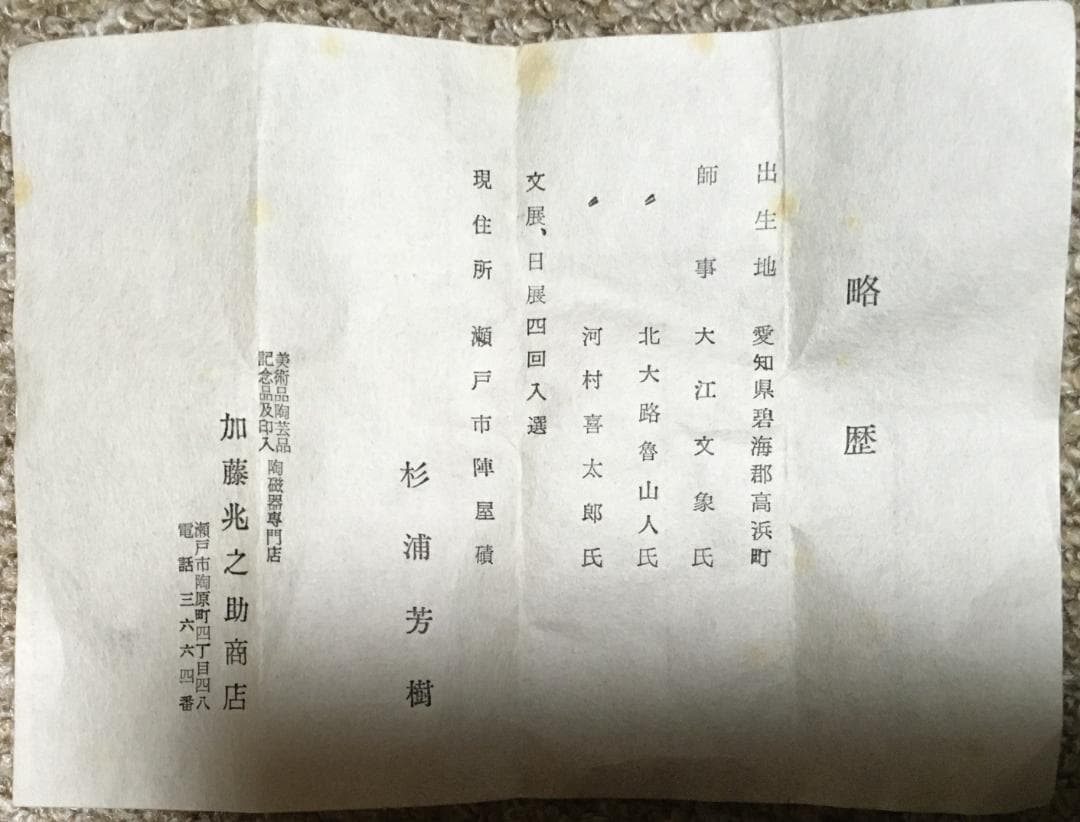 略歴
出生地 愛知県碧海郡高浜町
師事 大江文象氏
〃 北大路魯山人氏
〃 河村喜太郎氏
文展、日展四回入選
現住所 瀬戸市陣屋磧
杉浦芳樹
美術品陶芸品
記念品及印入
陶磁器専門店
加藤兆之助商店
瀬戸市陶原町四丁目四八
電話三六六四番